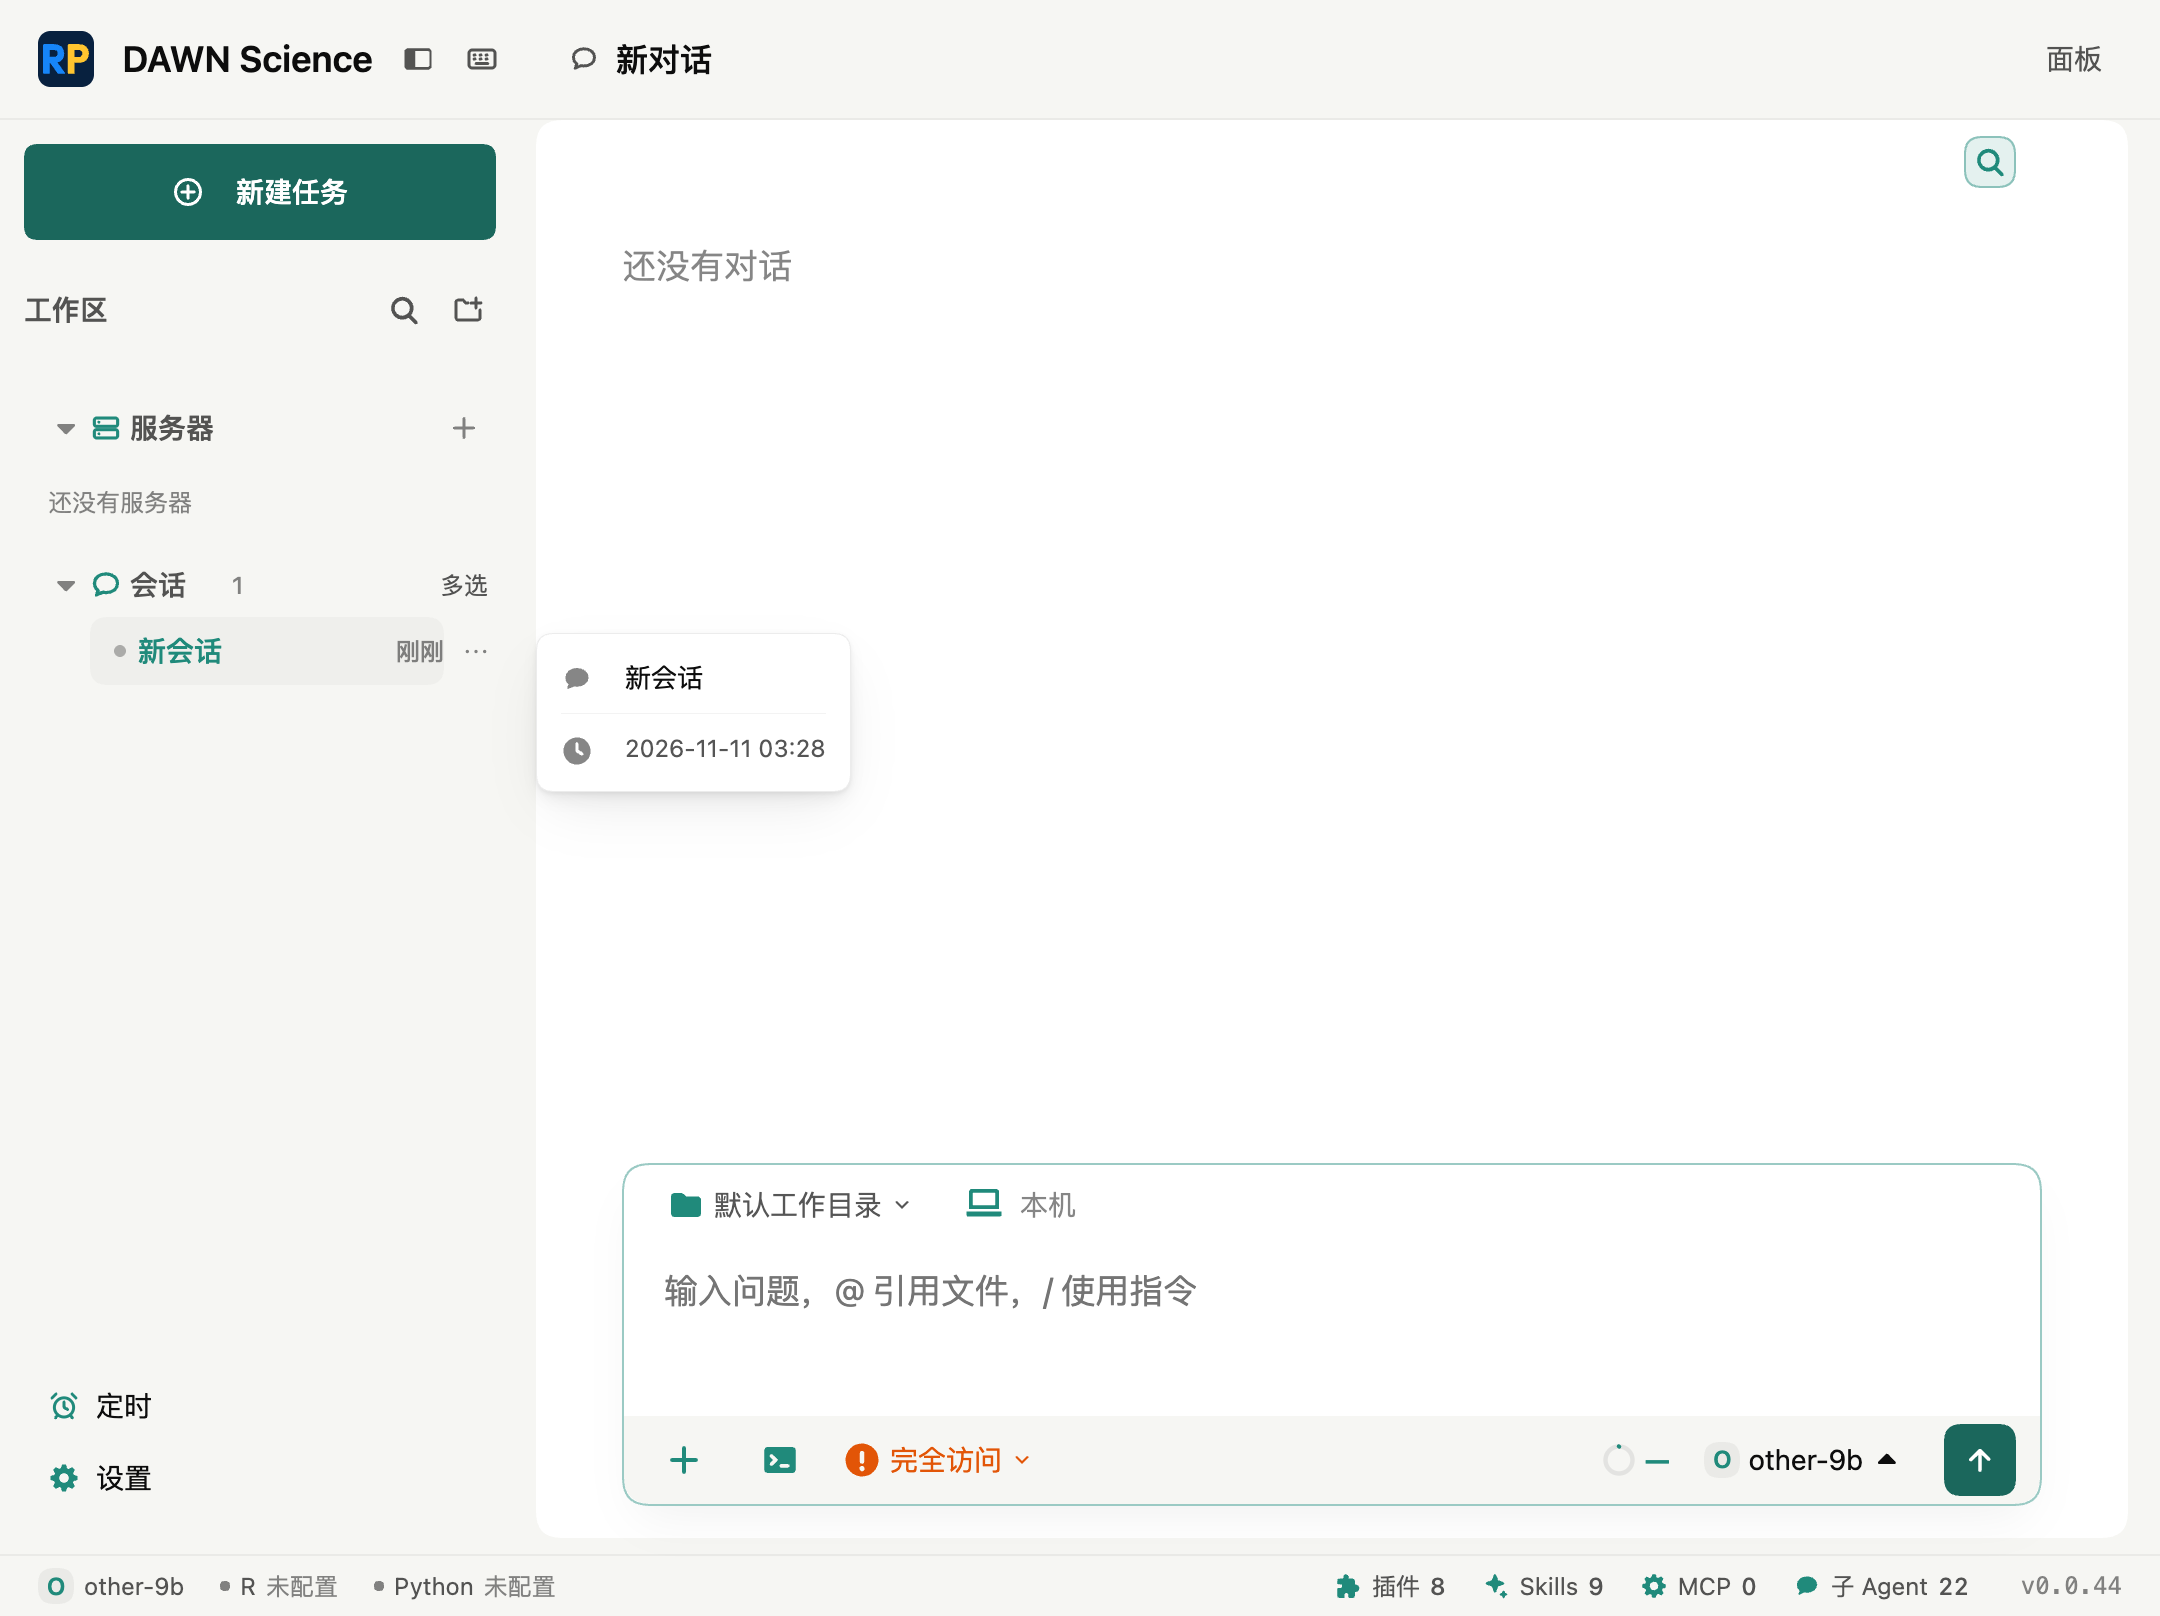 RP DAWN Science
新对话
面板
新建任务
工作区
服务器
还没有服务器
会话 1 多选
新会话 刚刚 ···
还没有对话
新会话
2026-11-11 03:28
默认工作目录 本机
输入问题，@ 引用文件，/ 使用指令
完全访问
O other-9b
定时
设置
O other-9b R 未配置 Python 未配置
插件 8 Skills 9 MCP 0 子 Agent 22 v0.0.44